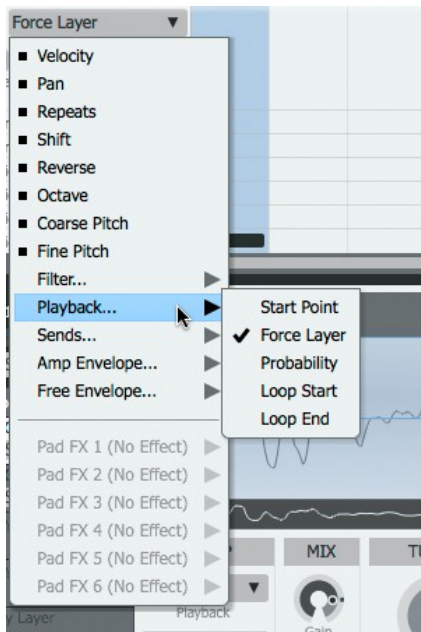 Force Layer
Velocity
Pan
Repeats
Shift
Reverse
Octave
Coarse Pitch
Fine Pitch
Filter...
Playback...
Sends...
Amp Envelope...
Free Envelope...
Start Point
Force Layer
Probability
Loop Start
Loop End
Pad FX 1 (No Effect)
Pad FX 2 (No Effect)
Pad FX 3 (No Effect)
Pad FX 4 (No Effect)
Pad FX 5 (No Effect)
Pad FX 6 (No Effect)
MIX
Layer
Playback
Gain